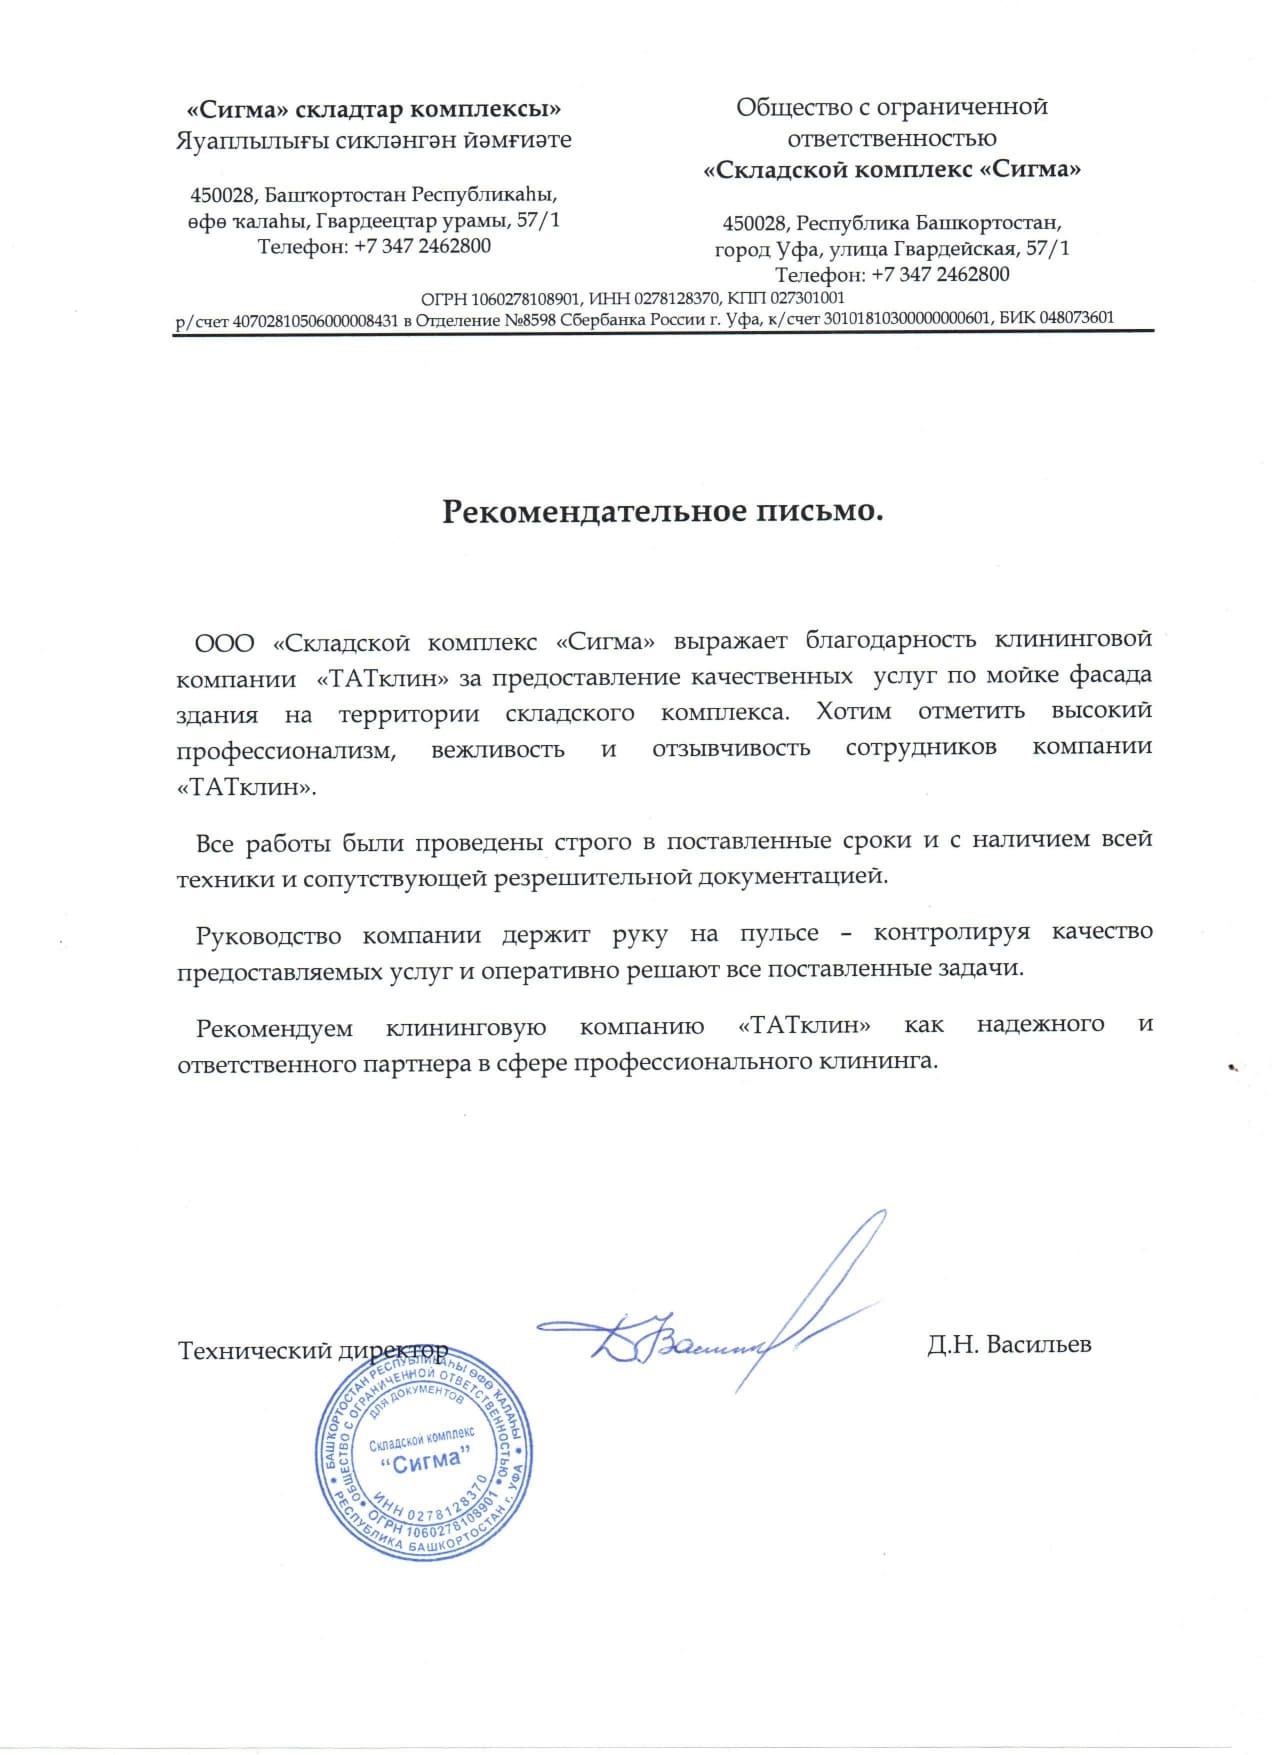 «Сигма» складтар комплексы»
Яуаплылығы сикләнгән йәмғиәте
450028, Башҡортостан Республикаһы,
өфө ҡалаһы, Гвардеецтар урамы, 57/1
Телефон: +7 347 2462800
Общество с ограниченной
ответственностью
«Складской комплекс «Сигма»
450028, Республика Башкортостан,
город Уфа, улица Гвардейская, 57/1
Телефон: +7 347 2462800
ОГРН 1060278108901, ИНН 0278128370, КПП 027301001
р/счет 40702810506000008431 в Отделение №8598 Сбербанка России г. Уфа, к/счет 30101810300000000601, БИК 048073601
Рекомендательное письмо.
ООО «Складской комплекс «Сигма» выражает благодарность клининговой
компании «ТАТклин» за предоставление качественных услуг по мойке фасада
здания на территории складского комплекса. Хотим отметить высокий
профессионализм, вежливость и отзывчивость сотрудников компании
«ТАТклин».
Все работы были проведены строго в поставленные сроки и с наличием всей
техники и сопутствующей резрешительной документацией.
Руководство компании держит руку на пульсе – контролируя качество
предоставляемых услуг и оперативно решают все поставленные задачи.
Рекомендуем клининговую компанию «ТАТклин» как надежного и
ответственного партнера в сфере профессионального клининга.
Технический директор
Д.Н. Васильев
БАШҠОРТОСТАН РЕСПУБЛИКАҺЫ ӨФӨ ҠАЛАҺЫ
РЕСПУБЛИКА БАШКОРТОСТАН г. УФА
ОБЩЕСТВО С ОГРАНИЧЕННОЙ ОТВЕТСТВЕННОСТЬЮ
ОГРН 1060278108901
ДЛЯ ДОКУМЕНТОВ
Складской комплекс
“Сигма”
ИНН 0278128370